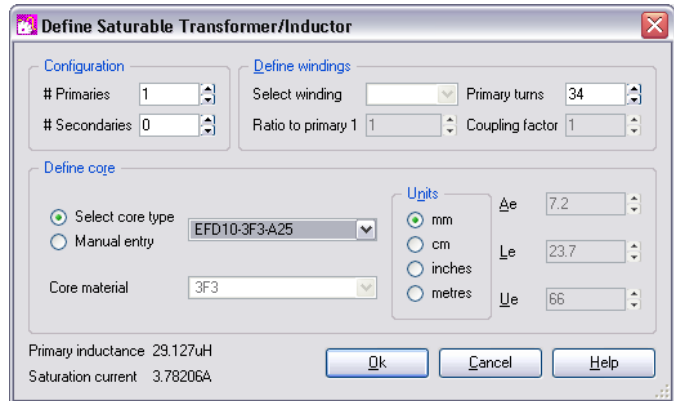 Define Saturable Transformer/Inductor
Configuration
# Primaries 1
# Secondaries 0
Define windings
Select winding
Primary turns 34
Ratio to primary 1 1
Coupling factor 1
Define core
Select core type
Manual entry
EFD10-3F3-A25
Core material 3F3
Units
mm
cm
inches
metres
Ae 7.2
Le 23.7
Ue 66
Primary inductance 29.127uH
Saturation current 3.78206A
Ok
Cancel
Help